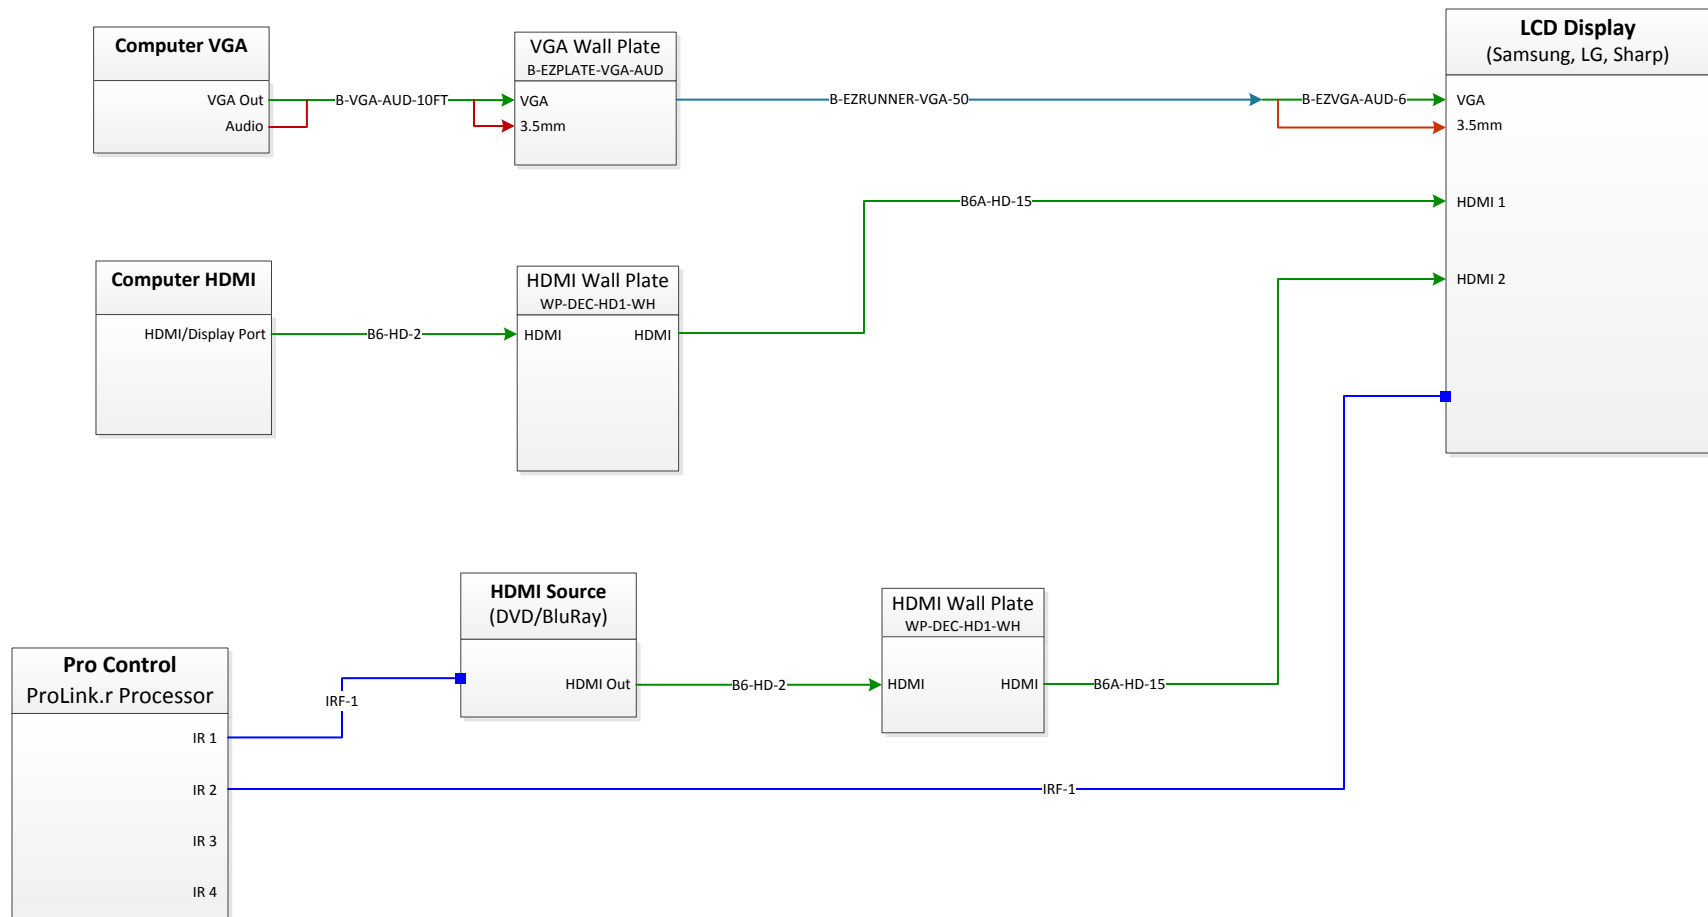 Computer VGA
VGA Out
Audio
B-VGA-AUD-10FT
VGA Wall Plate
B-EZPLATE-VGA-AUD
VGA
3.5mm
B-EZRUNNER-VGA-50
B-EZVGA-AUD-6
LCD Display
(Samsung, LG, Sharp)
VGA
3.5mm
HDMI 1
HDMI 2
B6A-HD-15
Computer HDMI
HDMI/Display Port
B6-HD-2
HDMI Wall Plate
WP-DEC-HD1-WH
HDMI HDMI
HDMI Source
(DVD/BluRay)
HDMI Out
B6-HD-2
HDMI Wall Plate
WP-DEC-HD1-WH
HDMI HDMI
B6A-HD-15
Pro Control
ProLink.r Processor
IR 1
IR 2
IR 3
IR 4
IRF-1
IRF-1